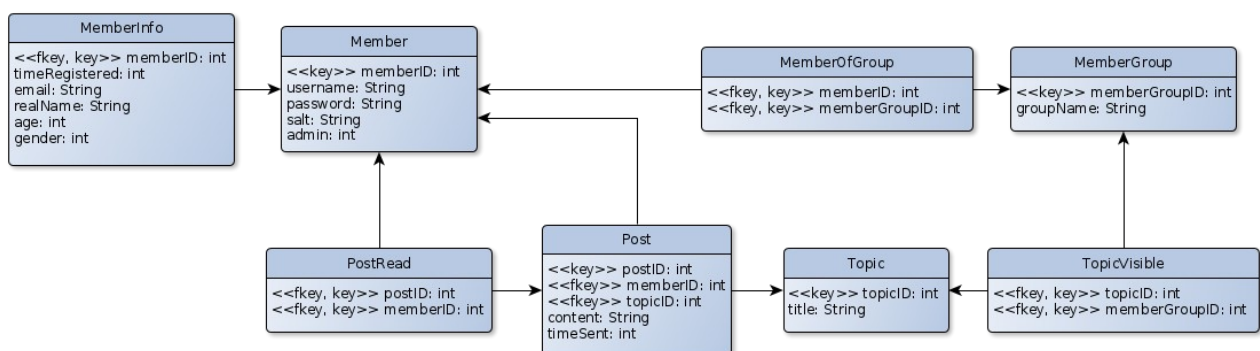 MemberInfo
<<fkey, key>> memberID: int
timeRegistered: int
email: String
realName: String
age: int
gender: int
Member
<<key>> memberID: int
username: String
password: String
salt: String
admin: int
MemberOfGroup
<<fkey, key>> memberID: int
<<fkey, key>> memberGroupID: int
MemberGroup
<<key>> memberGroupID: int
groupName: String
PostRead
<<fkey, key>> postID: int
<<fkey, key>> memberID: int
Post
<<key>> postID: int
<<fkey>> memberID: int
<<fkey>> topicID: int
content: String
timeSent: int
Topic
<<key>> topicID: int
title: String
TopicVisible
<<fkey, key>> topicID: int
<<fkey, key>> memberGroupID: int